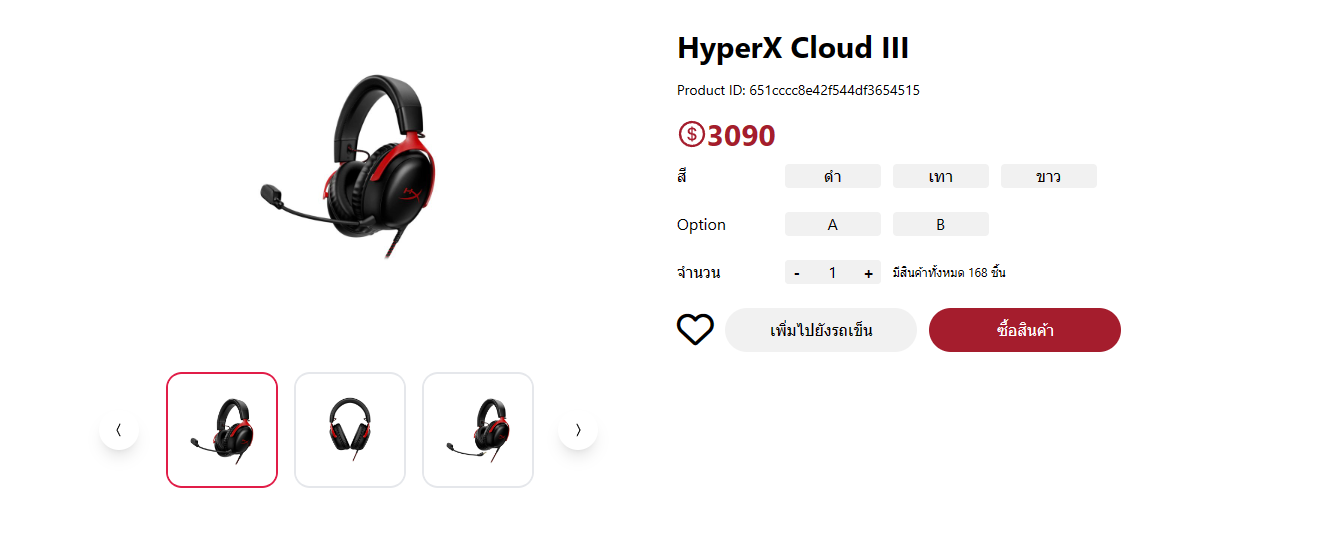 HyperX Cloud III
Product ID: 651cccc8e42f544df3654515
$3090
สี ดำ เทา ขาว
Option A B
จำนวน - 1 + มีสินค้าทั้งหมด 168 ชิ้น
เพิ่มไปยังรถเข็น ซื้อสินค้า